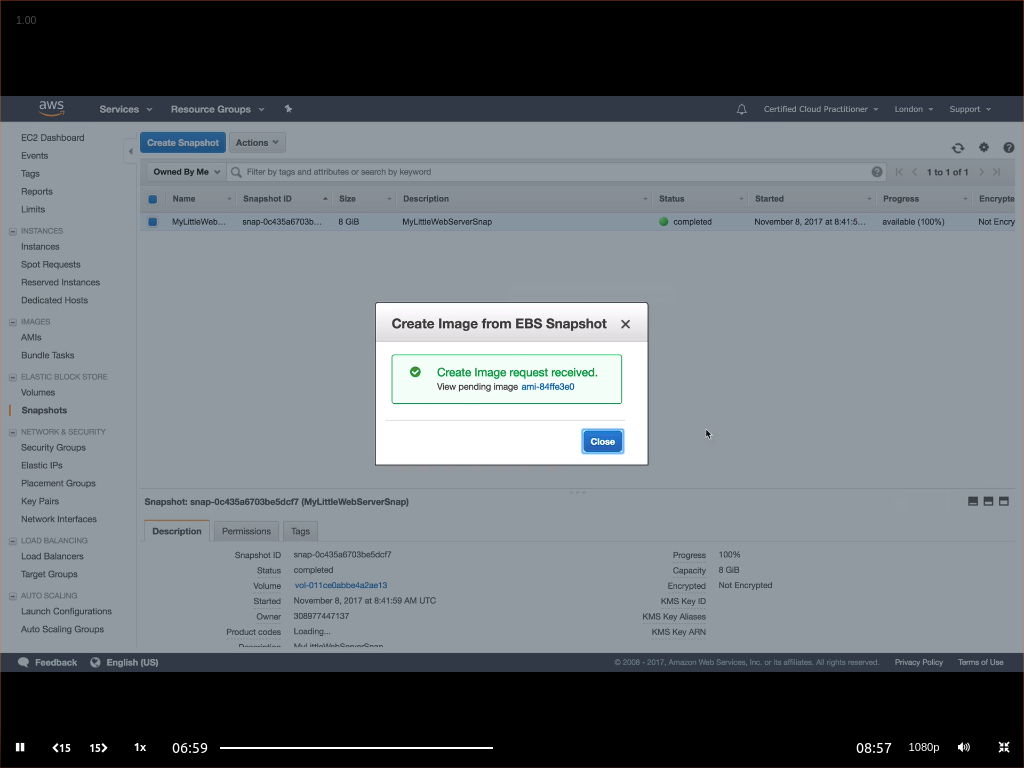 1.00
aws Services Resource Groups Certified Cloud Practitioner London Support
EC2 Dashboard
Events
Tags
Reports
Limits
INSTANCES
Instances
Spot Requests
Reserved Instances
Dedicated Hosts
IMAGES
AMIs
Bundle Tasks
ELASTIC BLOCK STORE
Volumes
Snapshots
NETWORK & SECURITY
Security Groups
Elastic IPs
Placement Groups
Key Pairs
Network Interfaces
LOAD BALANCING
Load Balancers
Target Groups
AUTO SCALING
Launch Configurations
Auto Scaling Groups
Create Snapshot Actions
Owned By Me Filter by tags and attributes or search by keyword 1 to 1 of 1
Name Snapshot ID Size Description Status Started Progress Encrypte
MyLittleWeb... snap-0c435a6703b... 8 GiB MyLittleWebServerSnap completed November 8, 2017 at 8:41:5... available (100%) Not Encry
Create Image from EBS Snapshot
Create Image request received.
View pending image ami-84ffe3e0
Close
Snapshot: snap-0c435a6703be5dcf7 (MyLittleWebServerSnap)
Description Permissions Tags
Snapshot ID snap-0c435a6703be5dcf7 Progress 100%
Status completed Capacity 8 GiB
Volume vol-011ce0abbe4a2ae13 Encrypted Not Encrypted
Started November 8, 2017 at 8:41:59 AM UTC KMS Key ID
Owner 308977447137 KMS Key Aliases
Product codes Loading... KMS Key ARN
Description MyLittleWebServerSnap
Feedback English (US) © 2008 - 2017, Amazon Web Services, Inc. or its affiliates. All rights reserved. Privacy Policy Terms of Use
15 15 1x 06:59 08:57 1080p